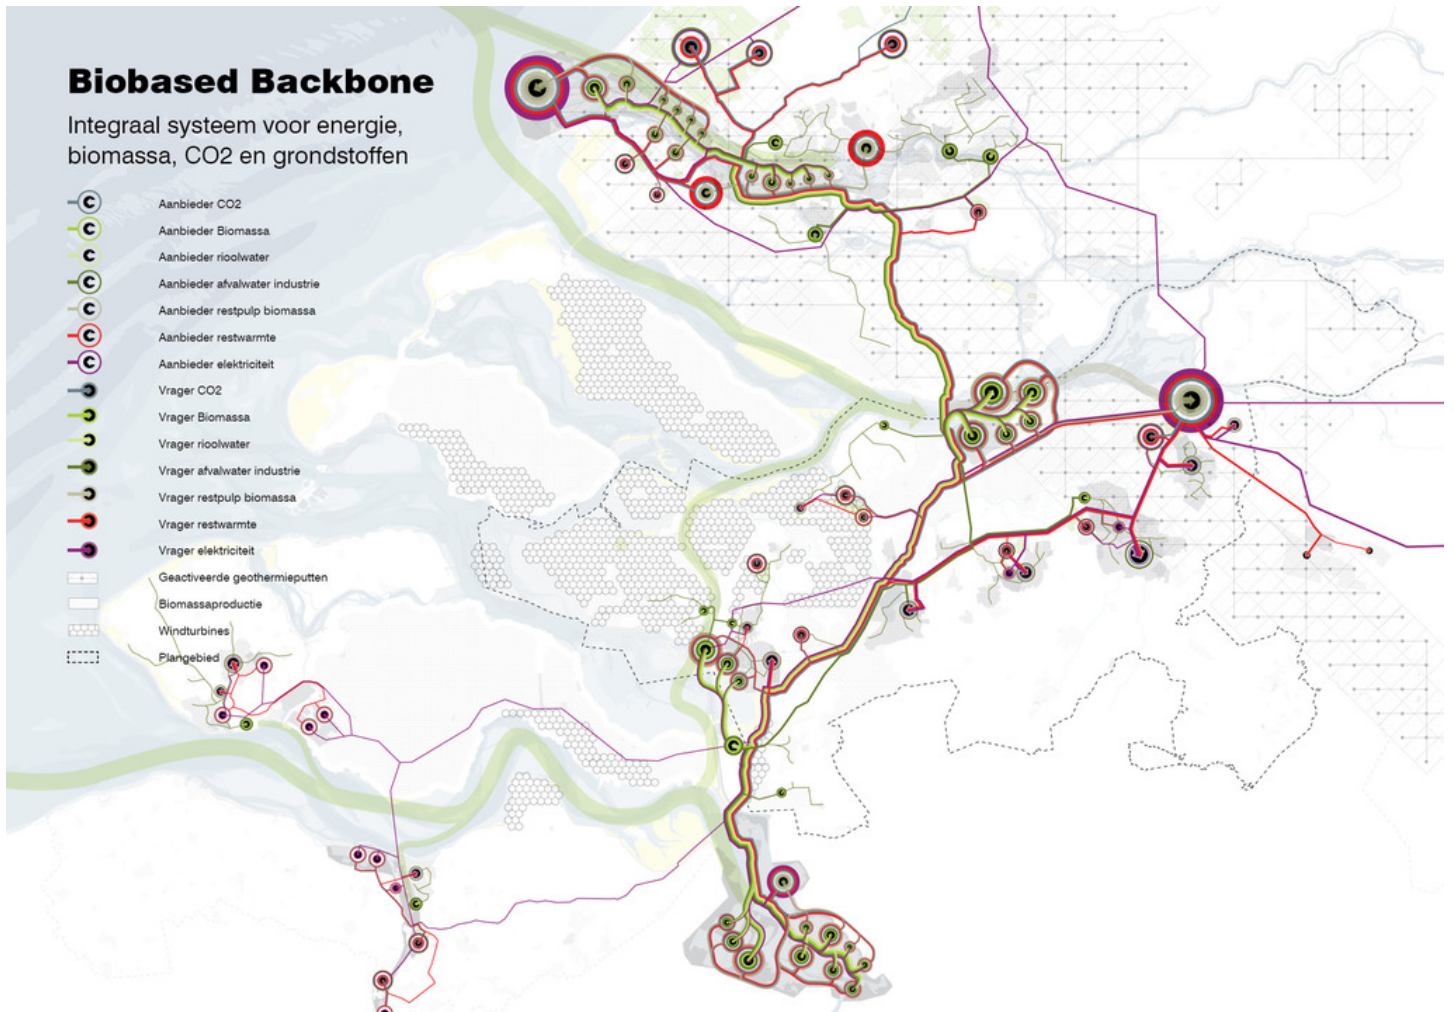 Biobased Backbone
Integraal systeem voor energie,
biomassa, CO2 en grondstoffen
Aanbieder CO2
Aanbieder Biomassa
Aanbieder rioolwater
Aanbieder afvalwater industrie
Aanbieder restpulp biomassa
Aanbieder restwarmte
Aanbieder elektriciteit
Vrager CO2
Vrager Biomassa
Vrager rioolwater
Vrager afvalwater industrie
Vrager restpulp biomassa
Vrager restwarmte
Vrager elektriciteit
Geactiveerde geothermieputten
Biomassaproductie
Windturbines
Plangebied